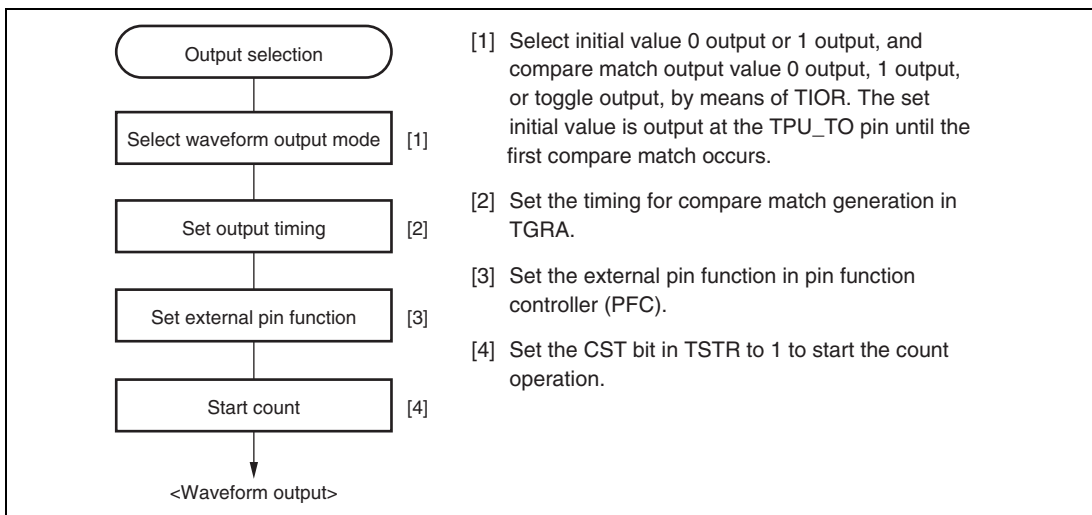 Output selection
Select waveform output mode [1]
Set output timing [2]
Set external pin function [3]
Start count [4]
<Waveform output>
[1] Select initial value 0 output or 1 output, and
compare match output value 0 output, 1 output,
or toggle output, by means of TIOR. The set
initial value is output at the TPU_TO pin until the
first compare match occurs.
[2] Set the timing for compare match generation in
TGRA.
[3] Set the external pin function in pin function
controller (PFC).
[4] Set the CST bit in TSTR to 1 to start the count
operation.